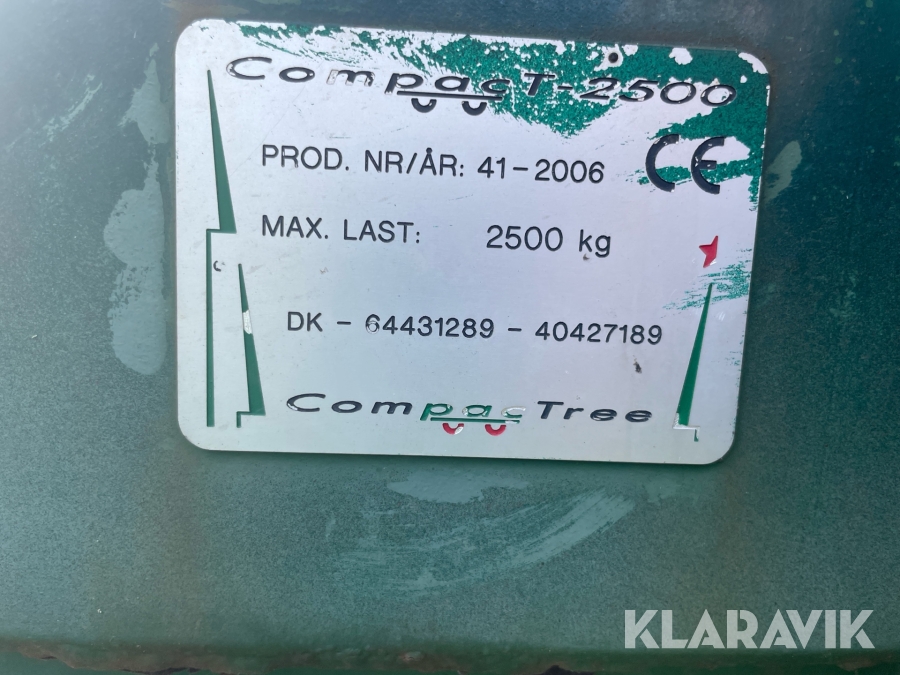 CompacT-2500
PROD. NR/ÅR: 41-2006 CE
MAX. LAST: 2500 kg
DK - 64431289 - 40427189
CompacTree
KLARAVIK